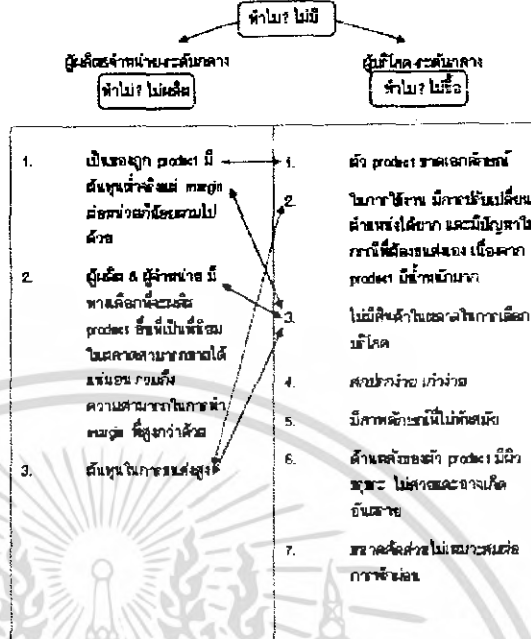 ทำไม? ไม่มี
ผู้ผลิตจำหน่าย-ระดับกลาง
ทำไม? ไม่ผลิต
ผู้บริโภค-ระดับกลาง
ทำไม? ไม่ซื้อ
1. เป็นของถูก product มี
ต้นทุนต่ำจริงแต่ margin
ต่อหน่วยก็น้อยตามไป
ด้วย
2. ผู้ผลิต & ผู้จำหน่าย มี
ทางเลือกที่จะผลิต
product อื่นที่เป็นที่นิยม
ในตลาดสามารถขายได้
แน่นอน รวมถึง
ความสามารถในการทำ
margin ที่สูงกว่าด้วย
3. ต้นทุนในการขนส่งสูง
1. ตัว product ขาดเอกลักษณ์
2. ในการใช้งาน มีการปรับเปลี่ยน
ตำแหน่งได้ยาก และมีปัญหาใน
กรณีที่ต้องขนส่งเอง เนื่องจาก
product มีน้ำหนักมาก
3. ไม่มีสินค้าในตลาดในการเลือก
บริโภค
4. สกปรกง่าย เก่าง่าย
5. มีภาพลักษณ์ที่ไม่ทันสมัย
6. ด้านหลังของตัว product มีผิว
ขรุขระ ไม่สวยและอาจเกิด
อันตราย
7. ขนาดสัดส่วนไม่เหมาะสมต่อ
การพักผ่อน